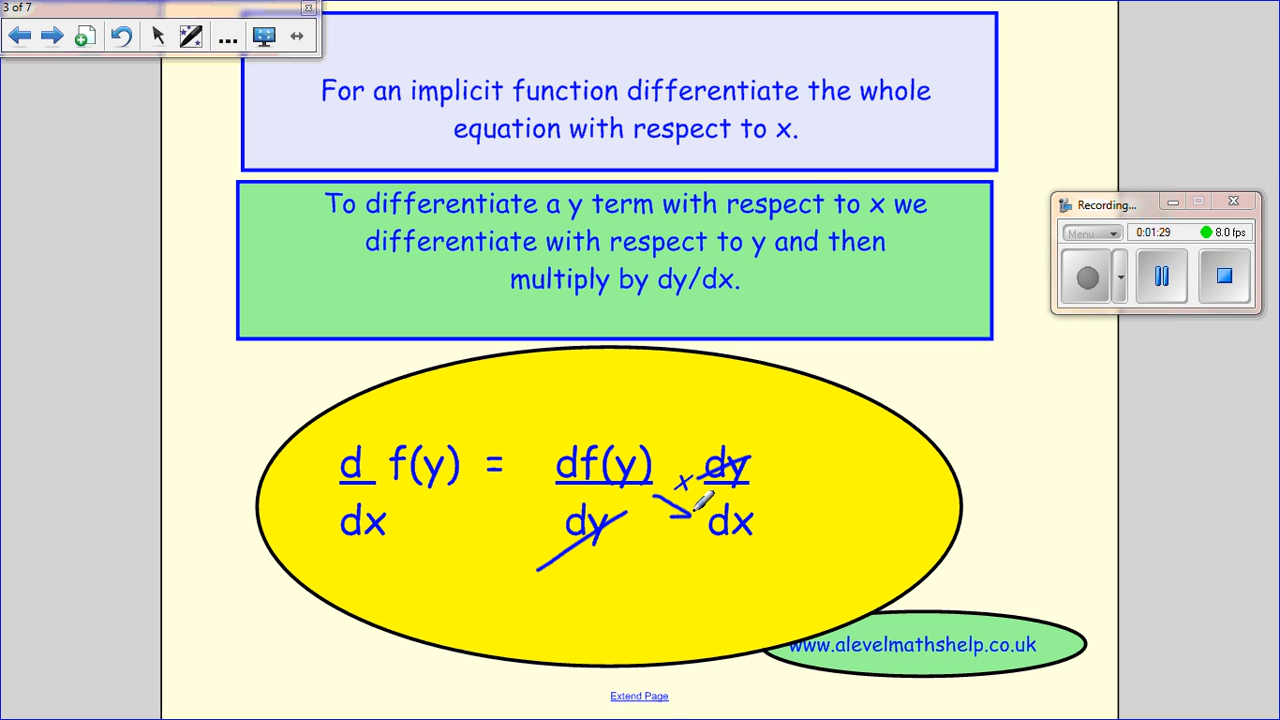 3 of 7
...
For an implicit function differentiate the whole
equation with respect to x.
To differentiate a y term with respect to x we
differentiate with respect to y and then
multiply by dy/dx.
Recording...
Menu
0:01:29
8.0 fps
d f(y) = df(y) x dy
dx dy dx
www.alevelmathshelp.co.uk
Extend Page